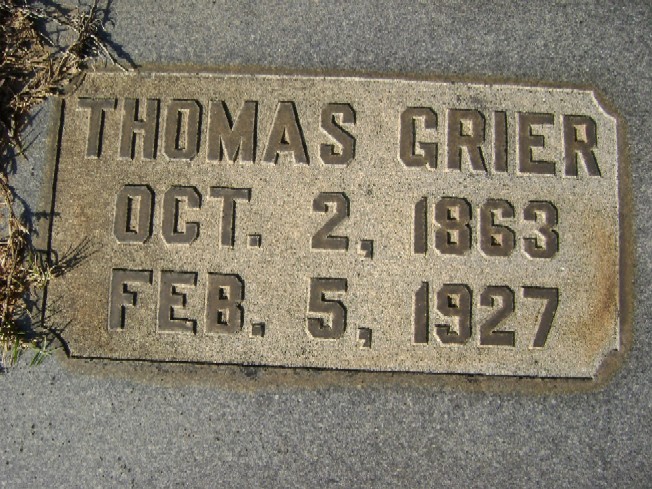 THOMAS GRIER
OCT. 2, 1863
FEB. 5, 1927